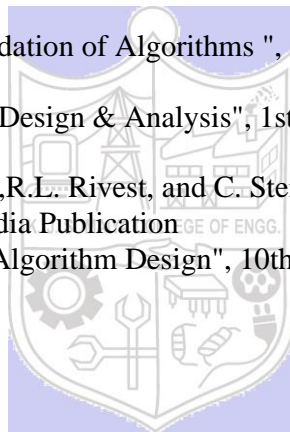 dation of Algorithms ",
Design & Analysis", 1st
,R.L. Rivest, and C. Ste
dia Publication
GE OF ENGG.
Algorithm Design", 10th